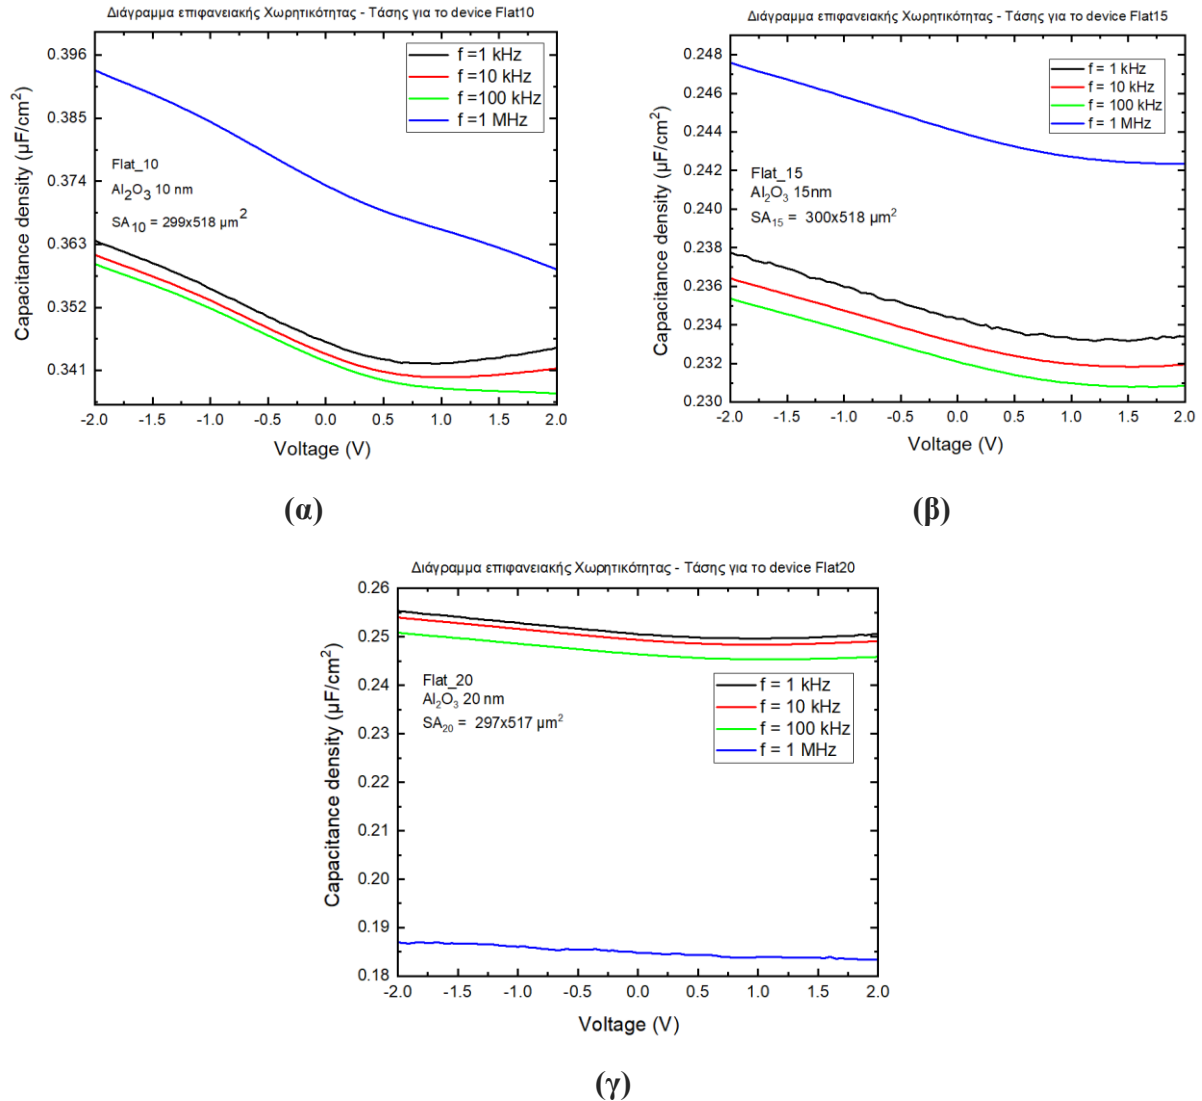 Διάγραμμα επιφανειακής Χωρητικότητας - Τάσης για το device Flat10
Capacitance density (µF/cm²)
0.396
0.385
0.374
0.363
0.352
0.341
f =1 kHz
f =10 kHz
f =100 kHz
f =1 MHz
Flat_10
Al₂O₃ 10 nm
SA₁₀ = 299x518 µm²
-2.0 -1.5 -1.0 -0.5 0.0 0.5 1.0 1.5 2.0
Voltage (V)
(α)
Διάγραμμα επιφανειακής Χωρητικότητας - Τάσης για το device Flat15
Capacitance density (µF/cm²)
0.248
0.246
0.244
0.242
0.240
0.238
0.236
0.234
0.232
0.230
f = 1 kHz
f = 10 kHz
f = 100 kHz
f = 1 MHz
Flat_15
Al₂O₃ 15nm
SA₁₅ = 300x518 µm²
-2.0 -1.5 -1.0 -0.5 0.0 0.5 1.0 1.5 2.0
Voltage (V)
(β)
Διάγραμμα επιφανειακής Χωρητικότητας - Τάσης για το device Flat20
Capacitance density (µF/cm²)
0.26
0.25
0.24
0.23
0.22
0.21
0.20
0.19
0.18
Flat_20
Al₂O₃ 20 nm
SA₂₀ = 297x517 µm²
f = 1 kHz
f = 10 kHz
f = 100 kHz
f = 1 MHz
-2.0 -1.5 -1.0 -0.5 0.0 0.5 1.0 1.5 2.0
Voltage (V)
(γ)